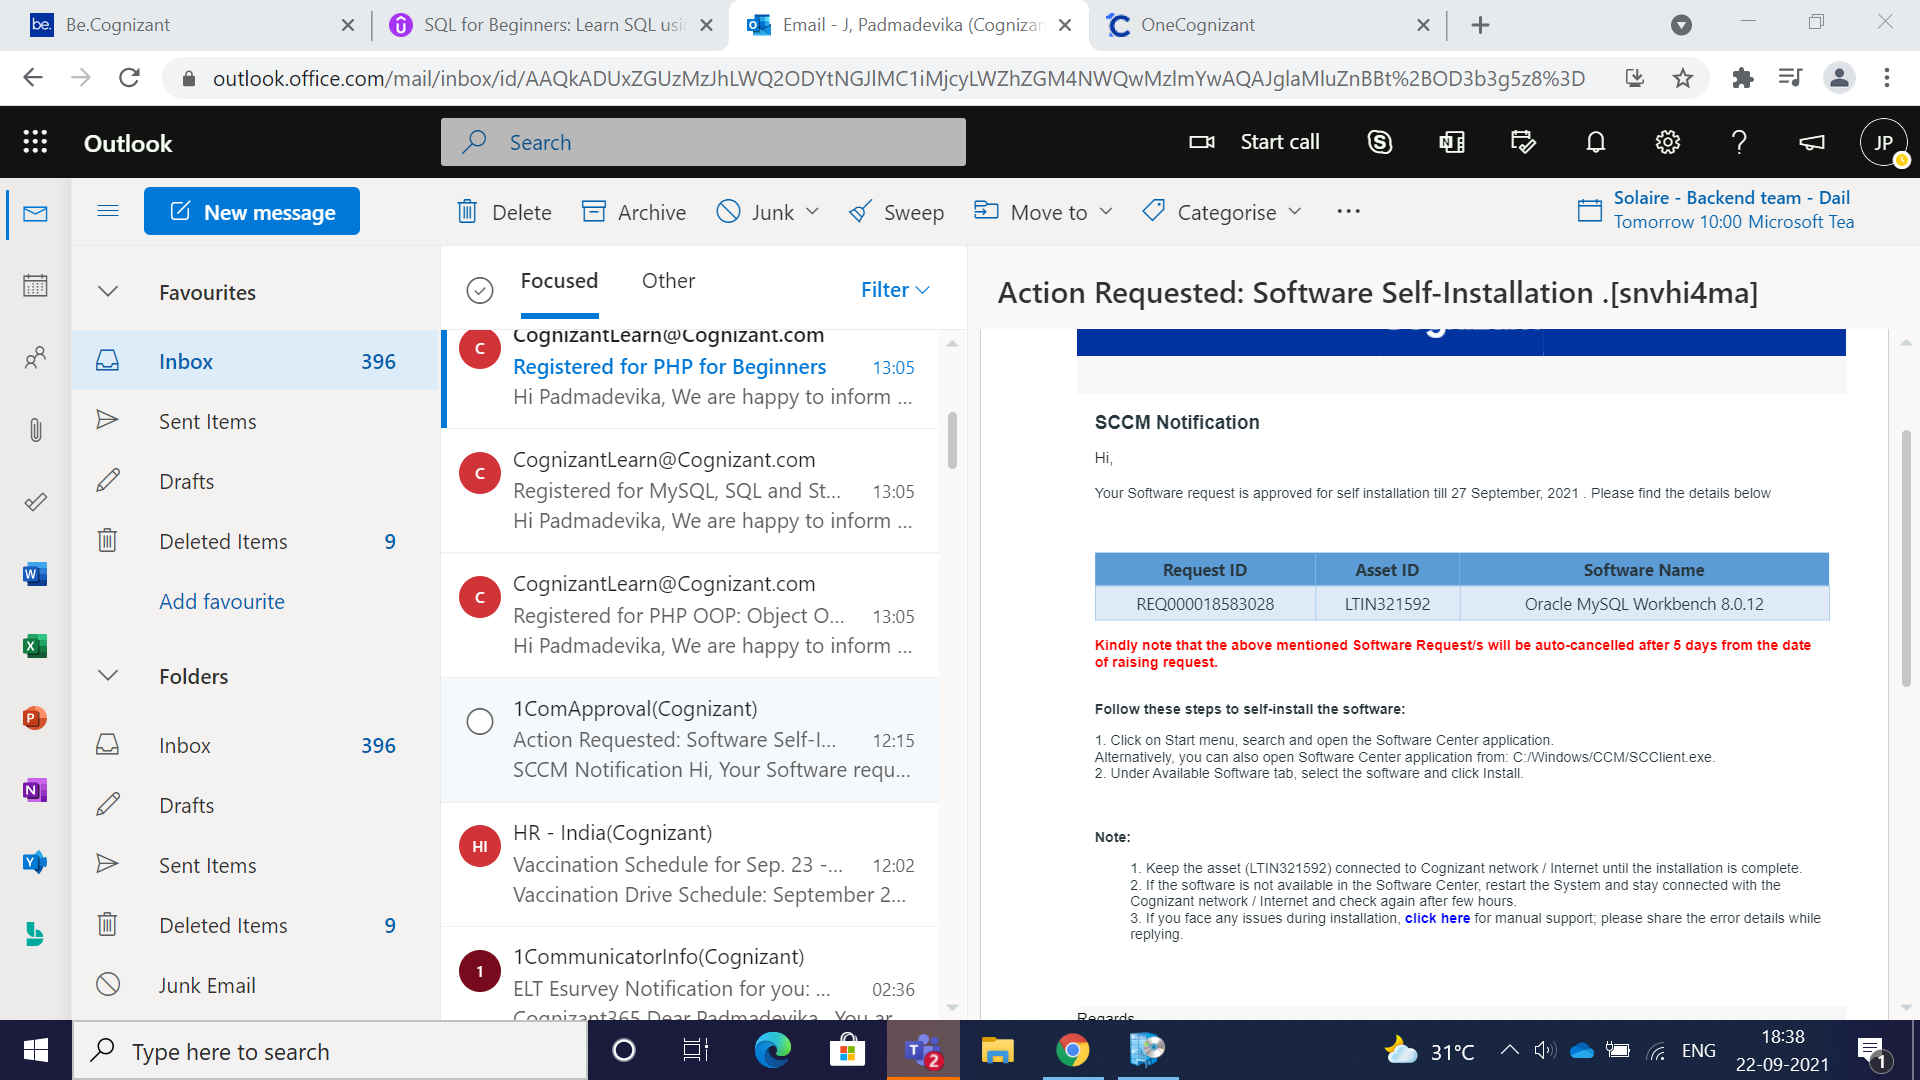 be. Be.Cognizant
SQL for Beginners: Learn SQL usi
Email - J, Padmadevika (Cognizan
OneCognizant
outlook.office.com/mail/inbox/id/AAQkADUxZGUzMzJhLWQ2ODYtNGJlMC1iMjcyLWZhZGM4NWQwMzlmYwAQAJglaMluZnBBt%2BOD3b3g5z8%3D
Outlook
Search
Start call
JP
New message
Delete
Archive
Junk
Sweep
Move to
Categorise
Solaire - Backend team - Dail
Tomorrow 10:00 Microsoft Tea
Favourites
Inbox 396
Sent Items
Drafts
Deleted Items 9
Add favourite
Folders
Inbox 396
Drafts
Sent Items
Deleted Items 9
Junk Email
Focused
Other
Filter
C CognizantLearn@Cognizant.com
Registered for PHP for Beginners 13:05
Hi Padmadevika, We are happy to inform ...
C CognizantLearn@Cognizant.com
Registered for MySQL, SQL and St... 13:05
Hi Padmadevika, We are happy to inform ...
C CognizantLearn@Cognizant.com
Registered for PHP OOP: Object O... 13:05
Hi Padmadevika, We are happy to inform ...
1ComApproval(Cognizant)
Action Requested: Software Self-I... 12:15
SCCM Notification Hi, Your Software requ...
HI HR - India(Cognizant)
Vaccination Schedule for Sep. 23 -... 12:02
Vaccination Drive Schedule: September 2...
1 1CommunicatorInfo(Cognizant)
ELT Esurvey Notification for you: ... 02:36
Cognizant365 Dear Padmadevika, You ar
Action Requested: Software Self-Installation .[snvhi4ma]
Cognizant
SCCM Notification
Hi,
Your Software request is approved for self installation till 27 September, 2021 . Please find the details below
Request ID Asset ID Software Name
REQ000018583028 LTIN321592 Oracle MySQL Workbench 8.0.12
Kindly note that the above mentioned Software Request/s will be auto-cancelled after 5 days from the date
of raising request.
Follow these steps to self-install the software:
1. Click on Start menu, search and open the Software Center application.
Alternatively, you can also open Software Center application from: C:/Windows/CCM/SCClient.exe.
2. Under Available Software tab, select the software and click Install.
Note:
1. Keep the asset (LTIN321592) connected to Cognizant network / Internet until the installation is complete.
2. If the software is not available in the Software Center, restart the System and stay connected with the
Cognizant network / Internet and check again after few hours.
3. If you face any issues during installation, click here for manual support; please share the error details while
replying.
Regards
Type here to search
2
31°C
ENG
18:38
22-09-2021
1